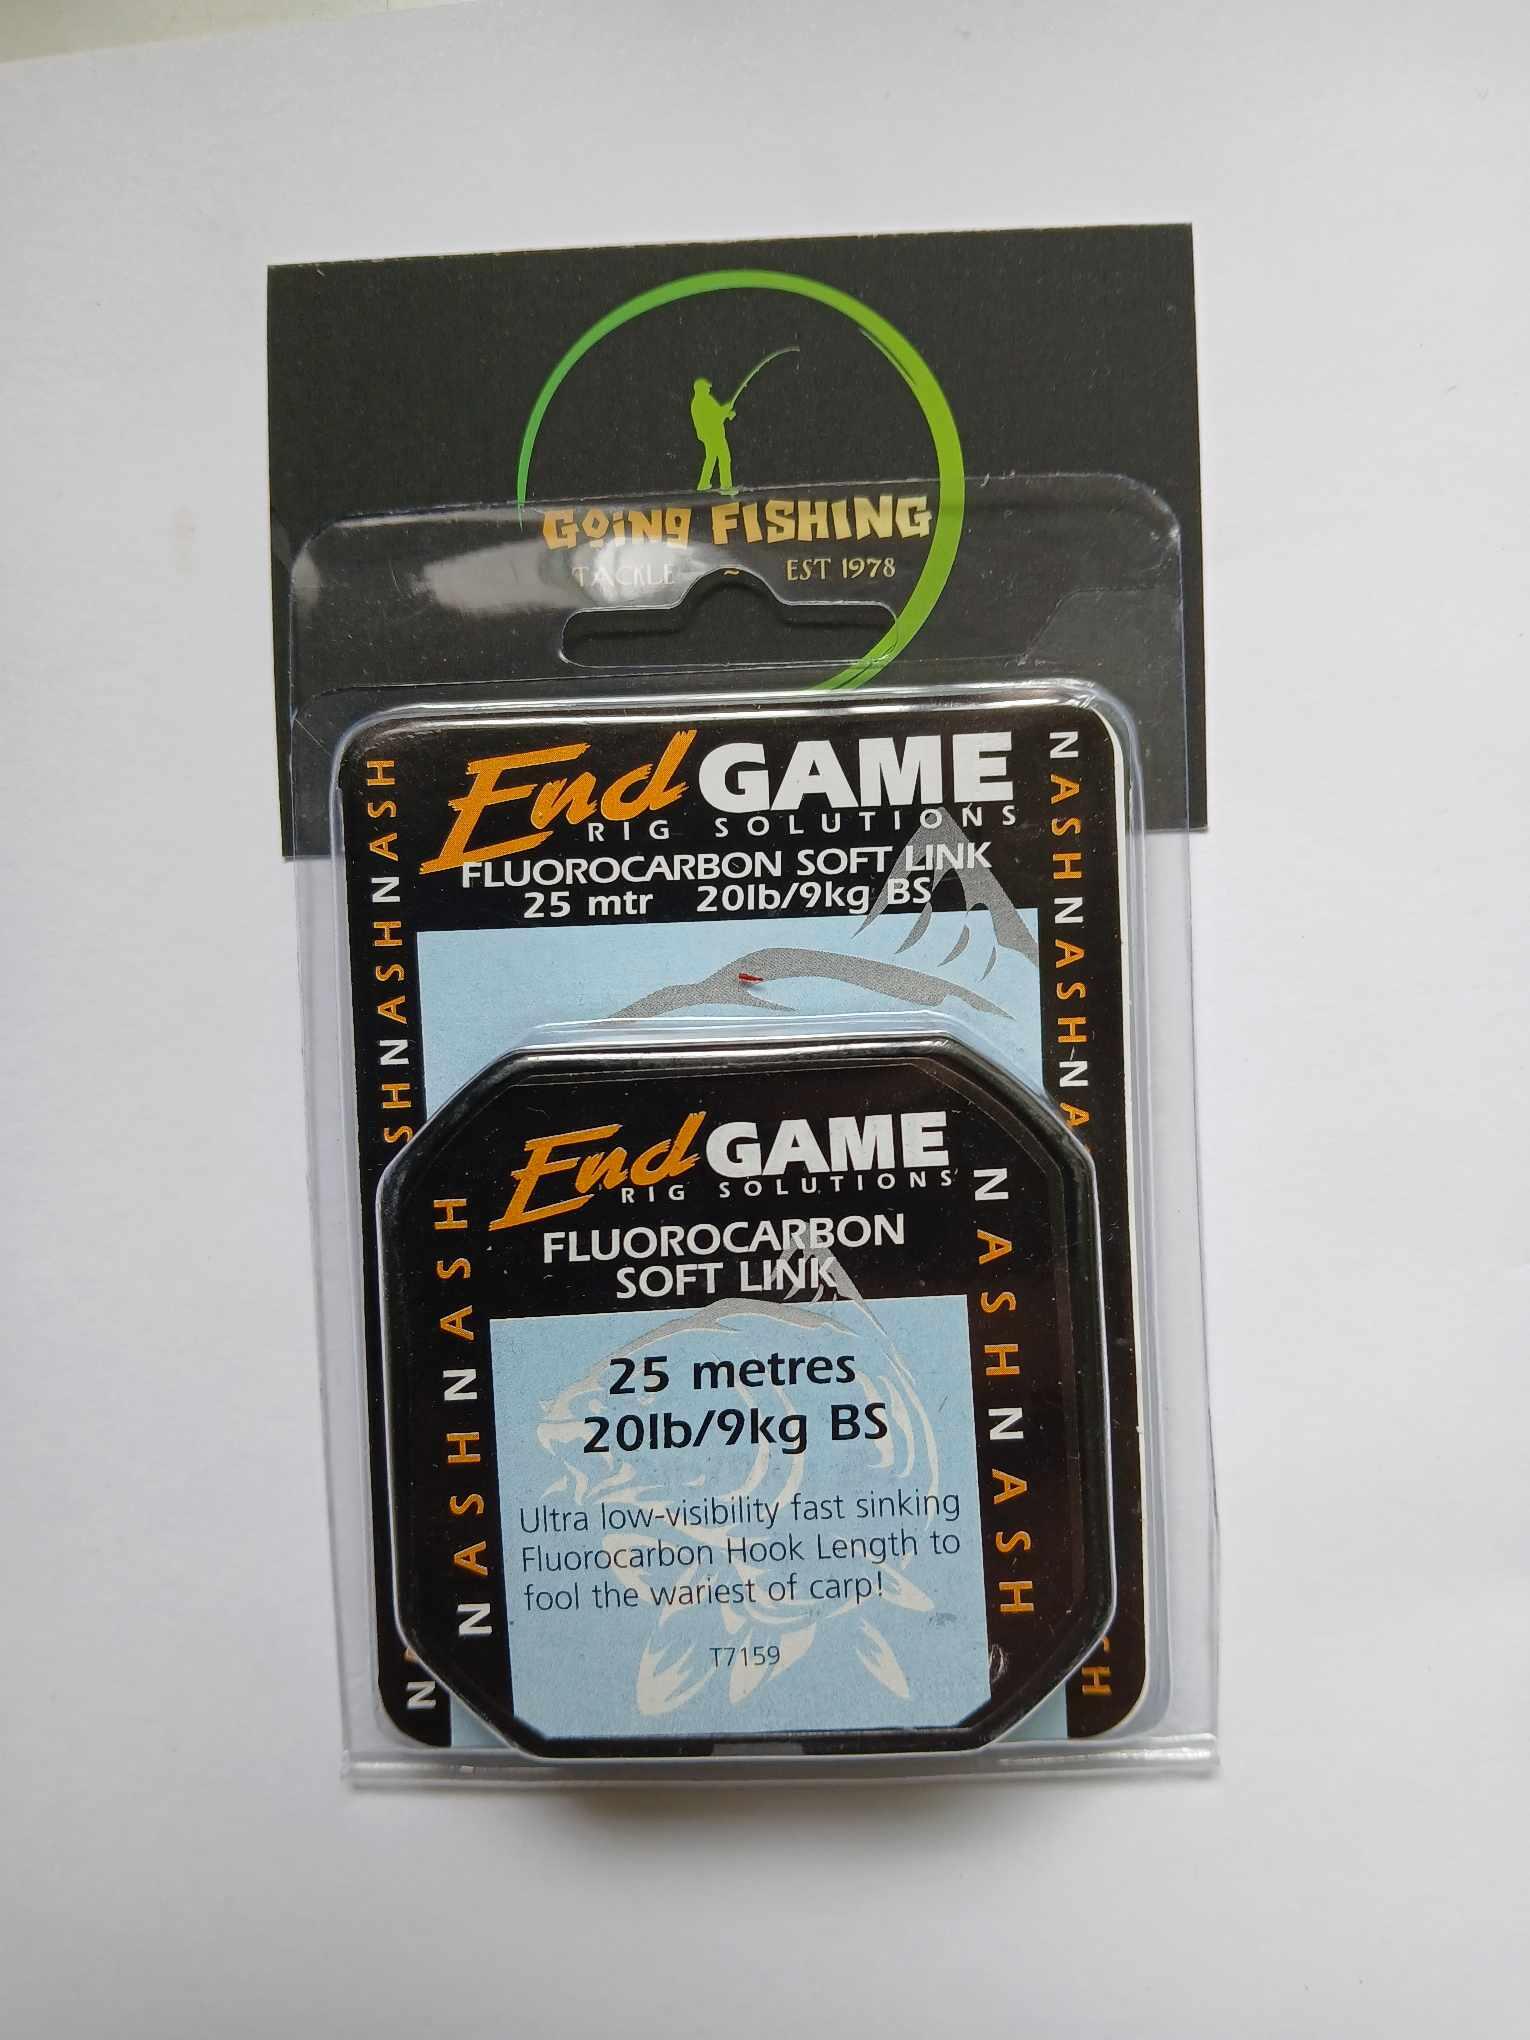 GOING FISHING
TACKLE ~ EST 1978
End GAME
RIG SOLUTIONS
FLUOROCARBON SOFT LINK
25 mtr 20lb/9kg BS
NASHNASHNASH
NASHNASHNA
End GAME
RIG SOLUTIONS
FLUOROCARBON
SOFT LINK
25 metres
20lb/9kg BS
Ultra low-visibility fast sinking
Fluorocarbon Hook Length to
fool the wariest of carp!
T7159
NASHNASH
NASHNASH